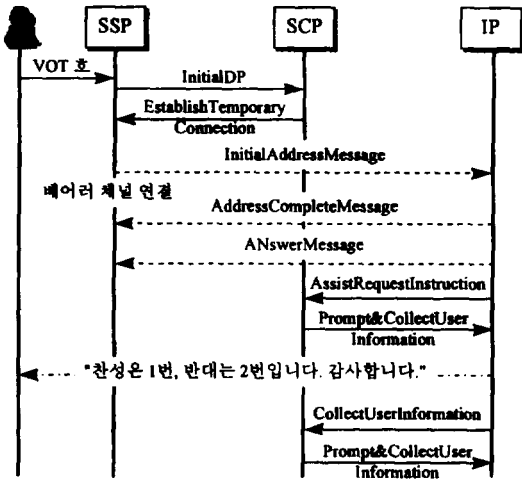 SSP SCP IP
VOT 호
InitialDP
EstablishTemporary
Connection
InitialAddressMessage
베어러 채널 연결
AddressCompleteMessage
ANswerMessage
AssistRequestInstruction
Prompt&CollectUser
Information
"찬성은 1번, 반대는 2번입니다. 감사합니다."
CollectUserInformation
Prompt&CollectUser
Information